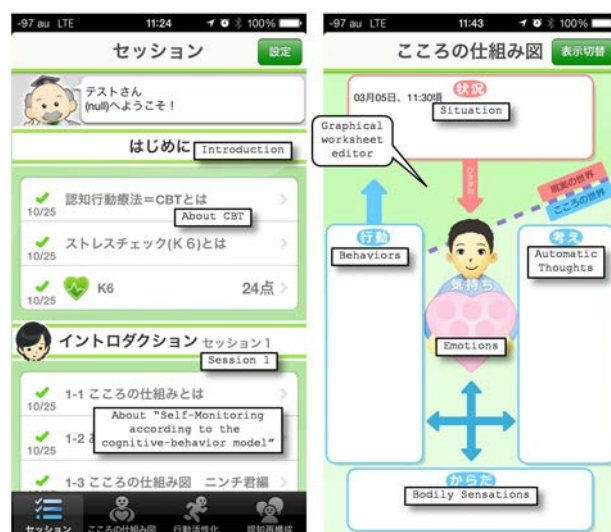 -97 au LTE 11:24 100%
セッション 設定
テストさん
(null)へようこそ！
はじめに Introduction
認知行動療法＝CBTとは
10/25
About CBT
ストレスチェック(K６)とは
10/25
K6 24点
10/25
イントロダクション セッション1
Session 1
1-1 こころの仕組みとは
10/25
1-2
10/25
About "Self-Monitoring
according to the
cognitive-behavior model"
1-3 こころの仕組み図 ニンチ君編
セッション こころの仕組み図 行動活性化 認知再構成
-97 au LTE 11:43 100%
こころの仕組み図 表示切替
03月05日、11:30頃 状況
Situation
Graphical
worksheet
editor
現実の世界
こころの世界
行動
Behaviors
考え
Automatic
Thoughts
気持ち
Emotions
からだ
Bodily Sensations